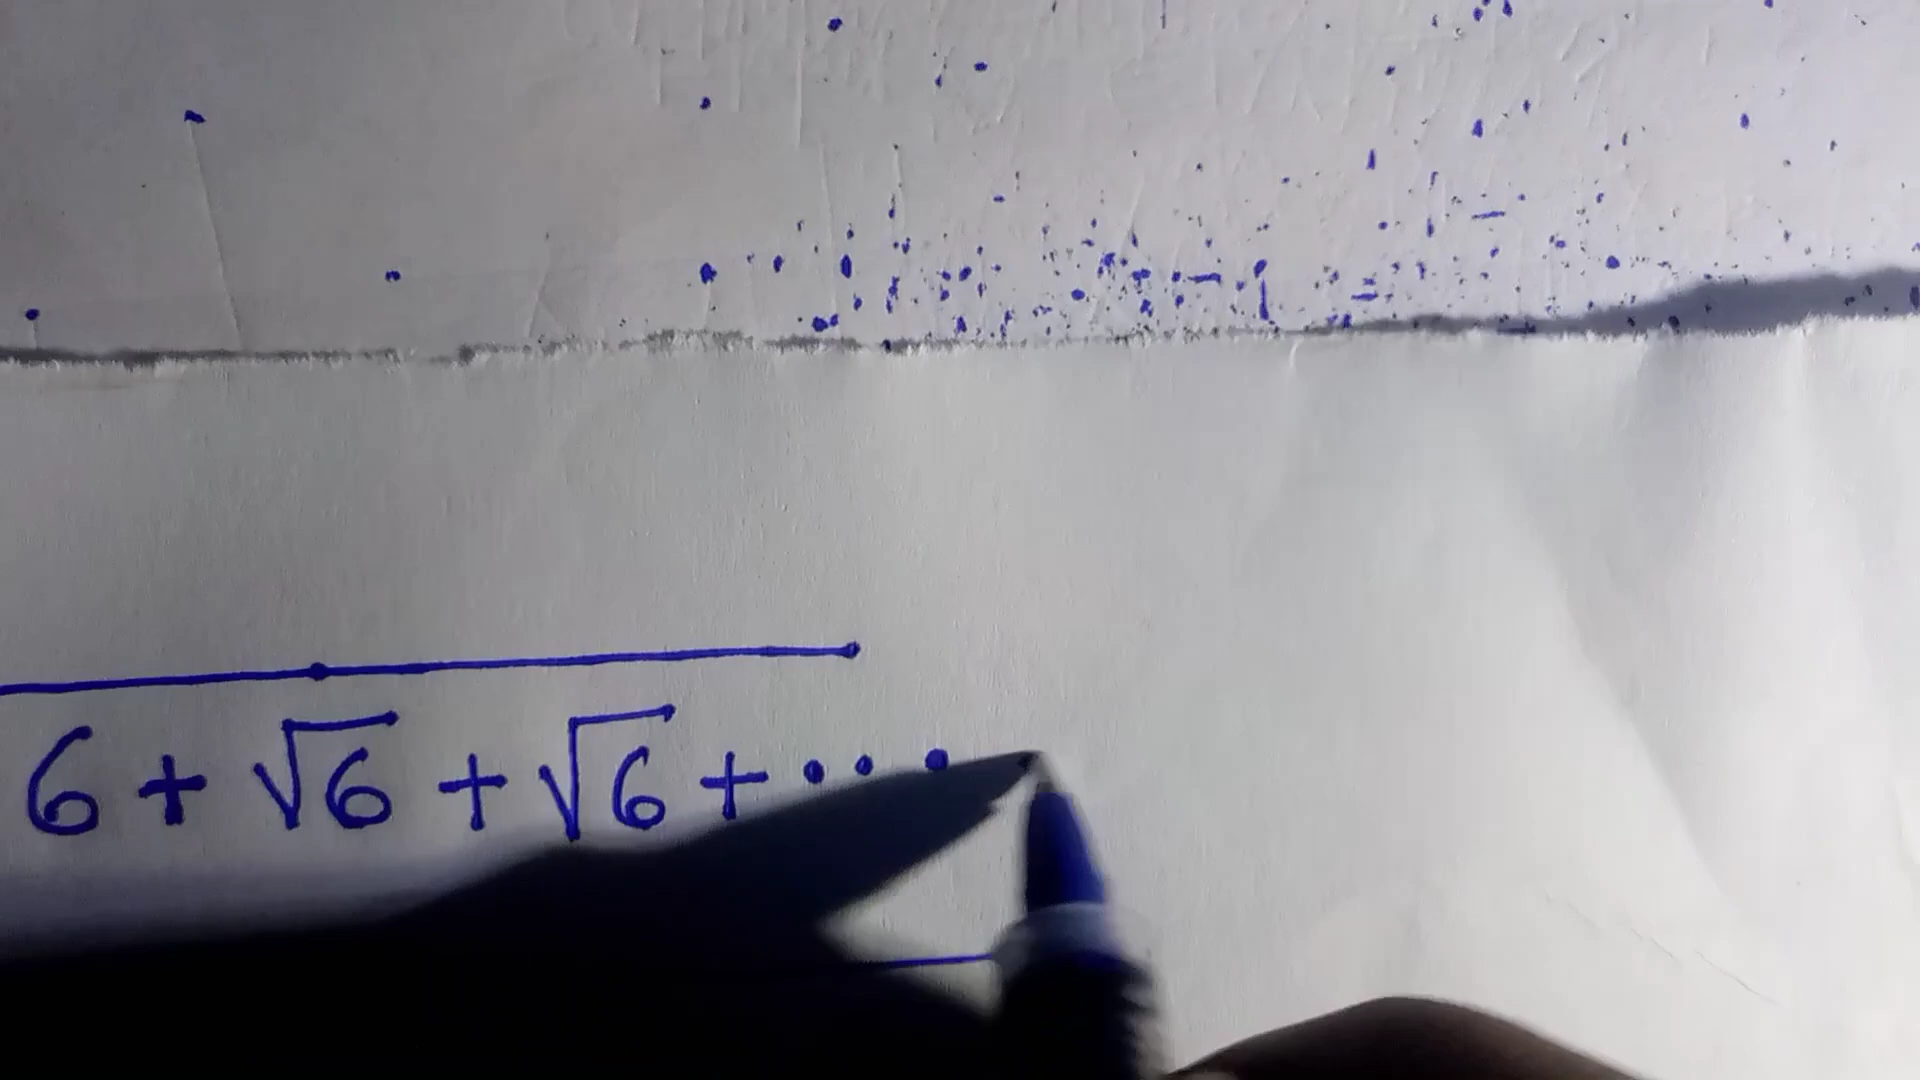 6 + √6 + √6 + ...